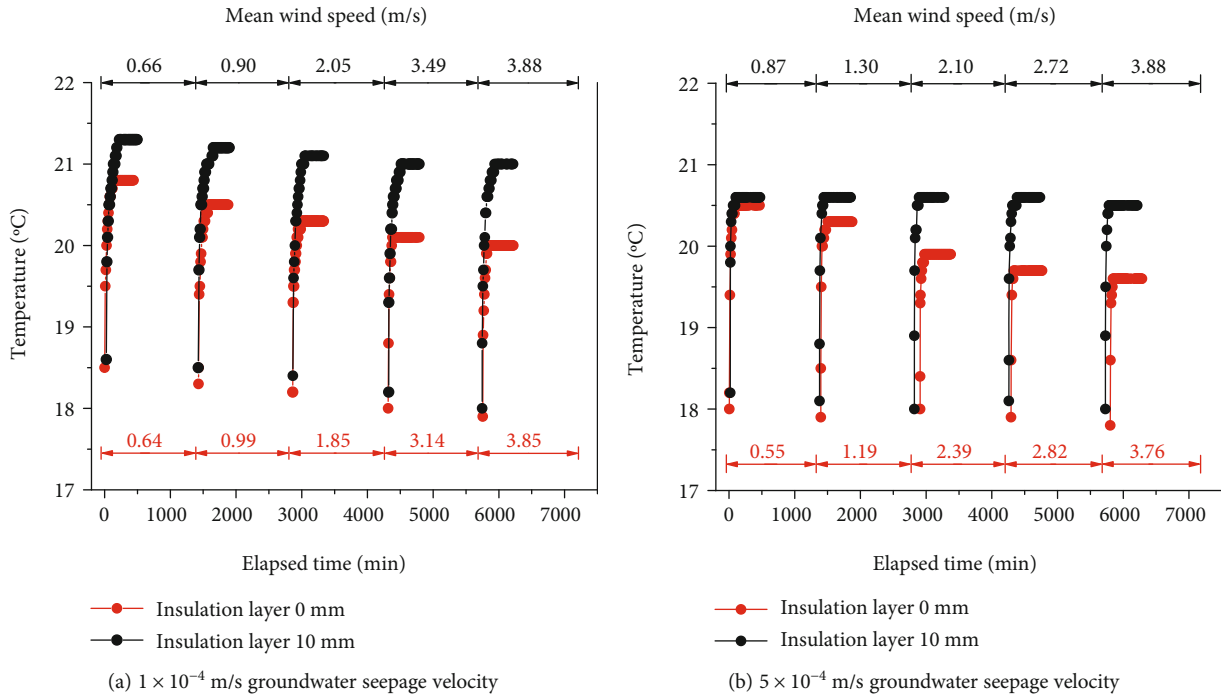 Mean wind speed (m/s)
0.66 0.90 2.05 3.49 3.88
22
21
20
19
18
17
Temperature (°C)
0.64 0.99 1.85 3.14 3.85
0 1000 2000 3000 4000 5000 6000 7000
Elapsed time (min)
Insulation layer 0 mm
Insulation layer 10 mm
(a) 1 × 10⁻⁴ m/s groundwater seepage velocity
Mean wind speed (m/s)
0.87 1.30 2.10 2.72 3.88
22
21
20
19
18
17
Temperature (°C)
0.55 1.19 2.39 2.82 3.76
0 1000 2000 3000 4000 5000 6000 7000
Elapsed time (min)
Insulation layer 0 mm
Insulation layer 10 mm
(b) 5 × 10⁻⁴ m/s groundwater seepage velocity